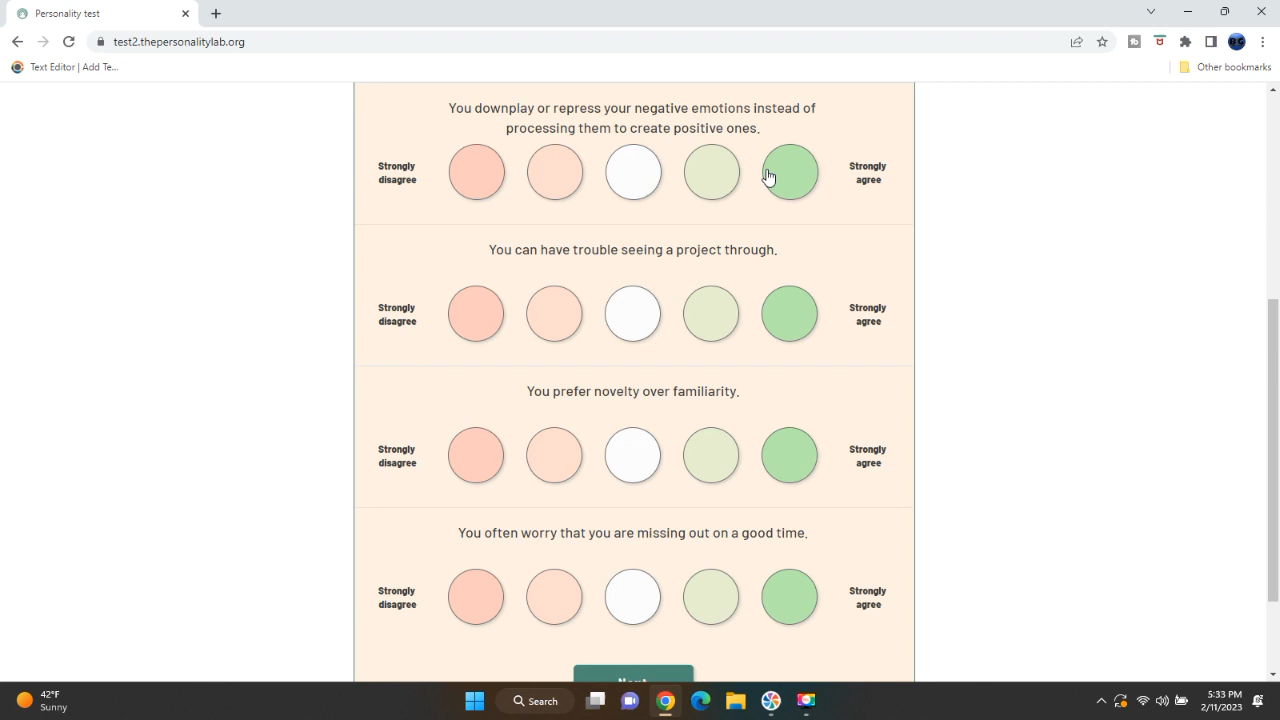 Personality test
test2.thepersonalitylab.org
Text Editor | Add Te...
Other bookmarks
You downplay or repress your negative emotions instead of
processing them to create positive ones.
Strongly
disagree
Strongly
agree
You can have trouble seeing a project through.
Strongly
disagree
Strongly
agree
You prefer novelty over familiarity.
Strongly
disagree
Strongly
agree
You often worry that you are missing out on a good time.
Strongly
disagree
Strongly
agree
Next
42°F
Sunny
Search
5:33 PM
2/11/2023